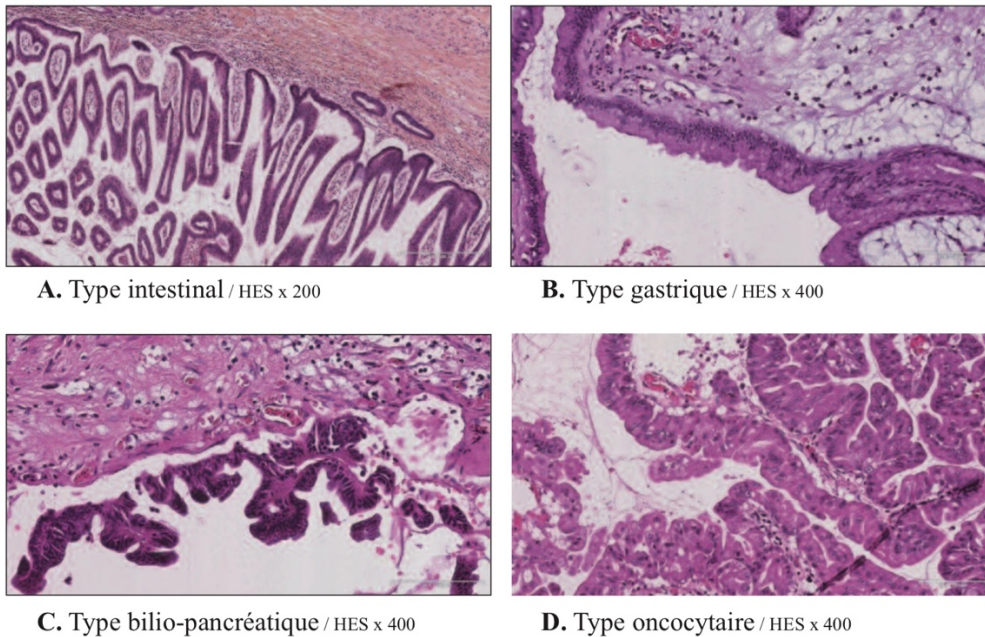 A. Type intestinal / HES x 200
B. Type gastrique / HES x 400
C. Type bilio-pancréatique / HES x 400
D. Type oncocytaire / HES x 400